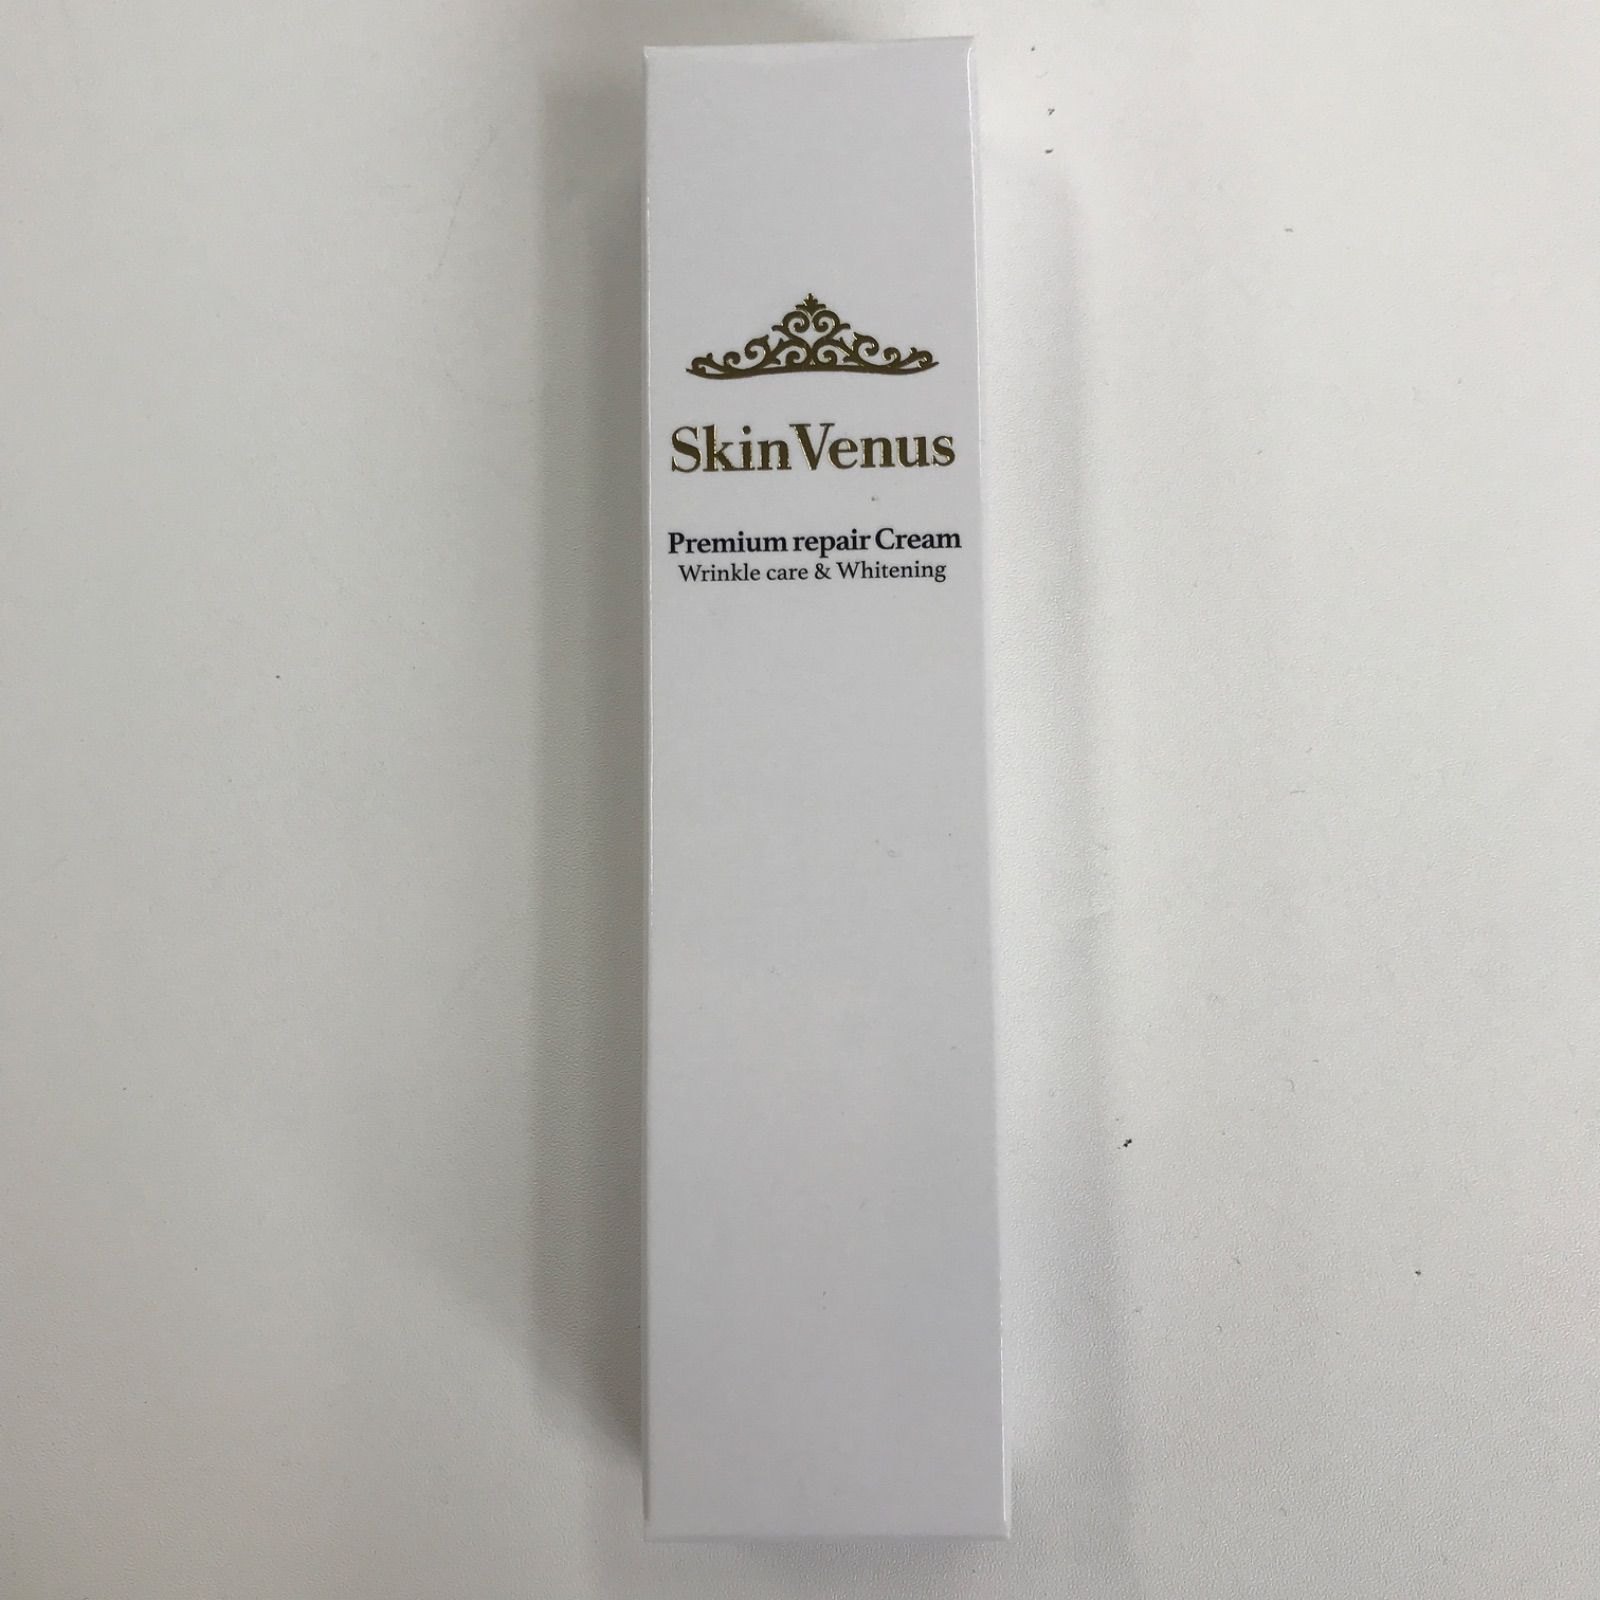 SkinVenus
Premium repair Cream
Wrinkle care & Whitening